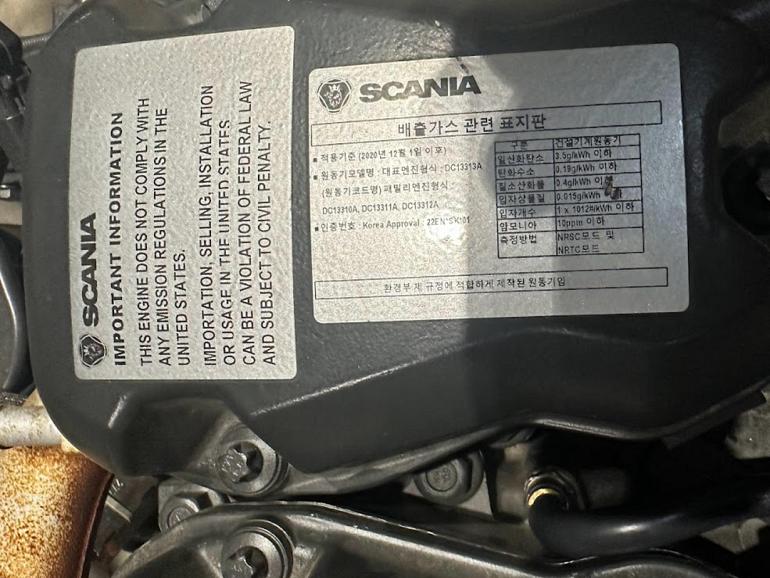 SCANIA
IMPORTANT INFORMATION
THIS ENGINE DOES NOT COMPLY WITH
ANY EMISSION REGULATIONS IN THE
UNITED STATES.
IMPORTATION, SELLING, INSTALLATION
OR USAGE IN THE UNITED STATES
CAN BE A VIOLATION OF FEDERAL LAW
AND SUBJECT TO CIVIL PENALTY.
SCANIA
배출가스 관련 표지판
■ 적용기준 (2020년 12월 1일 이후)
■ 원동기모델명 · 대표엔진형식 : DC13313A
(원동기코드명) 패밀리엔진형식 :
DC13310A, DC13311A, DC13312A
■ 인증번호 : Korea Approval : 22EN*SK101
구분 건설기계원동기
일산화탄소 3.5g/kWh 이하
탄화수소 0.19g/kWh 이하
질소산화물 0.4g/kWh 이하
입자상물질 0.015g/kWh
입자개수 1 x 1012#/kWh 이하
암모니아 10ppm 이하
측정방법 NRSC모드 및
NRTC모드
환경부제 규정에 적합하게 제작된 원동기임